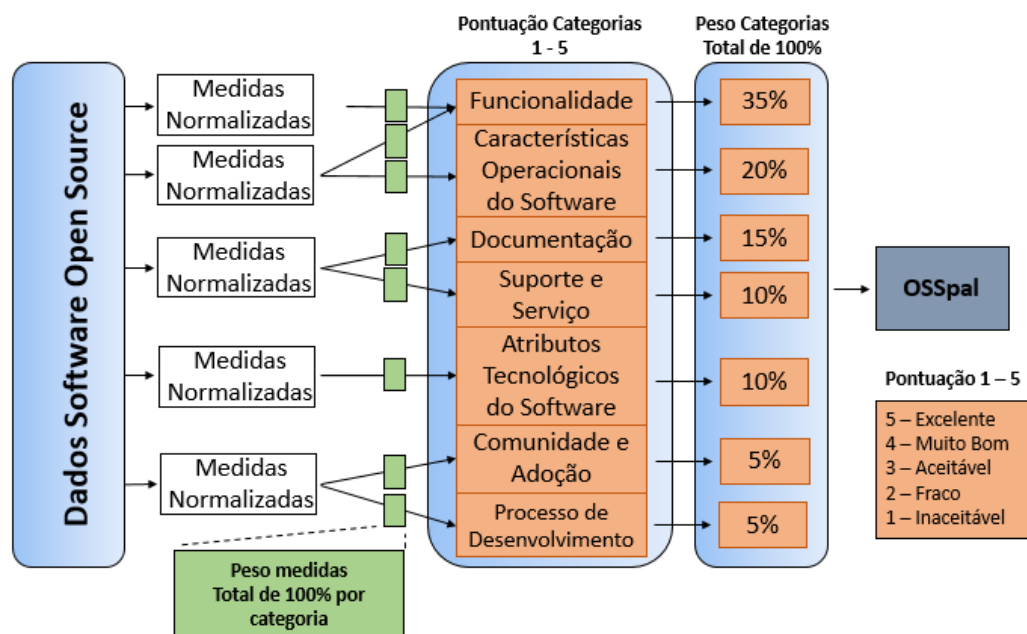 Pontuação Categorias
1 - 5
Peso Categorias
Total de 100%
Dados Software Open Source
Medidas
Normalizadas
Medidas
Normalizadas
Medidas
Normalizadas
Medidas
Normalizadas
Medidas
Normalizadas
Funcionalidade
Características
Operacionais
do Software
Documentação
Suporte e
Serviço
Atributos
Tecnológicos
do Software
Comunidade e
Adoção
Processo de
Desenvolvimento
35%
20%
15%
10%
10%
5%
5%
OSSpal
Pontuação 1 – 5
5 – Excelente
4 – Muito Bom
3 – Aceitável
2 – Fraco
1 – Inaceitável
Peso medidas
Total de 100% por
categoria